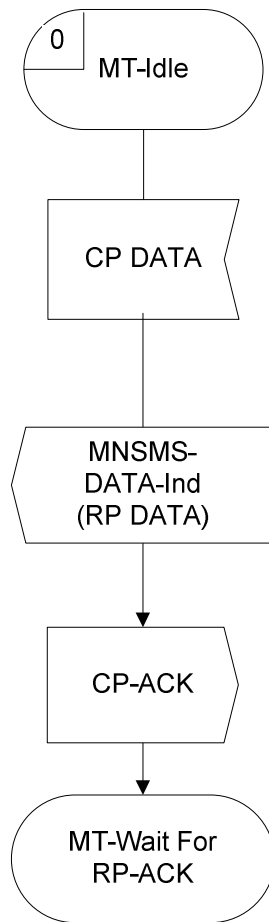 0
MT-Idle
CP DATA
MNSMS-
DATA-Ind
(RP DATA)
CP-ACK
MT-Wait For
RP-ACK